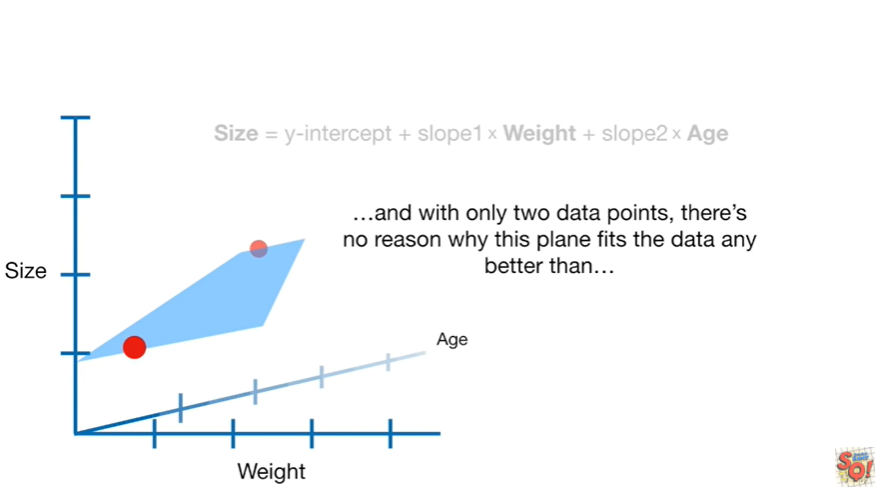 Size = y-intercept + slope1 × Weight + slope2 × Age
…and with only two data points, there's
no reason why this plane fits the data any
better than…
Size
Age
Weight
SQ!